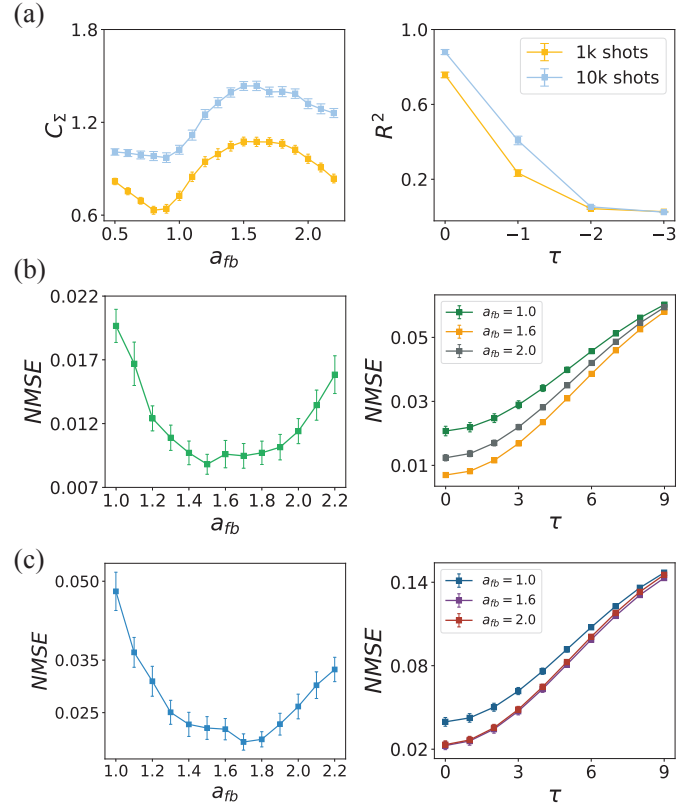 (a)
1.8
1.2
0.6
C_Σ
0.5 1.0 1.5 2.0
a_fb
1.0
0.6
0.2
R²
0 −1 −2 −3
τ
1k shots
10k shots
(b)
0.022
0.017
0.012
0.007
NMSE
1.0 1.2 1.4 1.6 1.8 2.0 2.2
a_fb
0.05
0.03
0.01
NMSE
0 3 6 9
τ
a_fb = 1.0
a_fb = 1.6
a_fb = 2.0
(c)
0.050
0.035
0.025
NMSE
1.0 1.2 1.4 1.6 1.8 2.0 2.2
a_fb
0.14
0.08
0.02
NMSE
0 3 6 9
τ
a_fb = 1.0
a_fb = 1.6
a_fb = 2.0